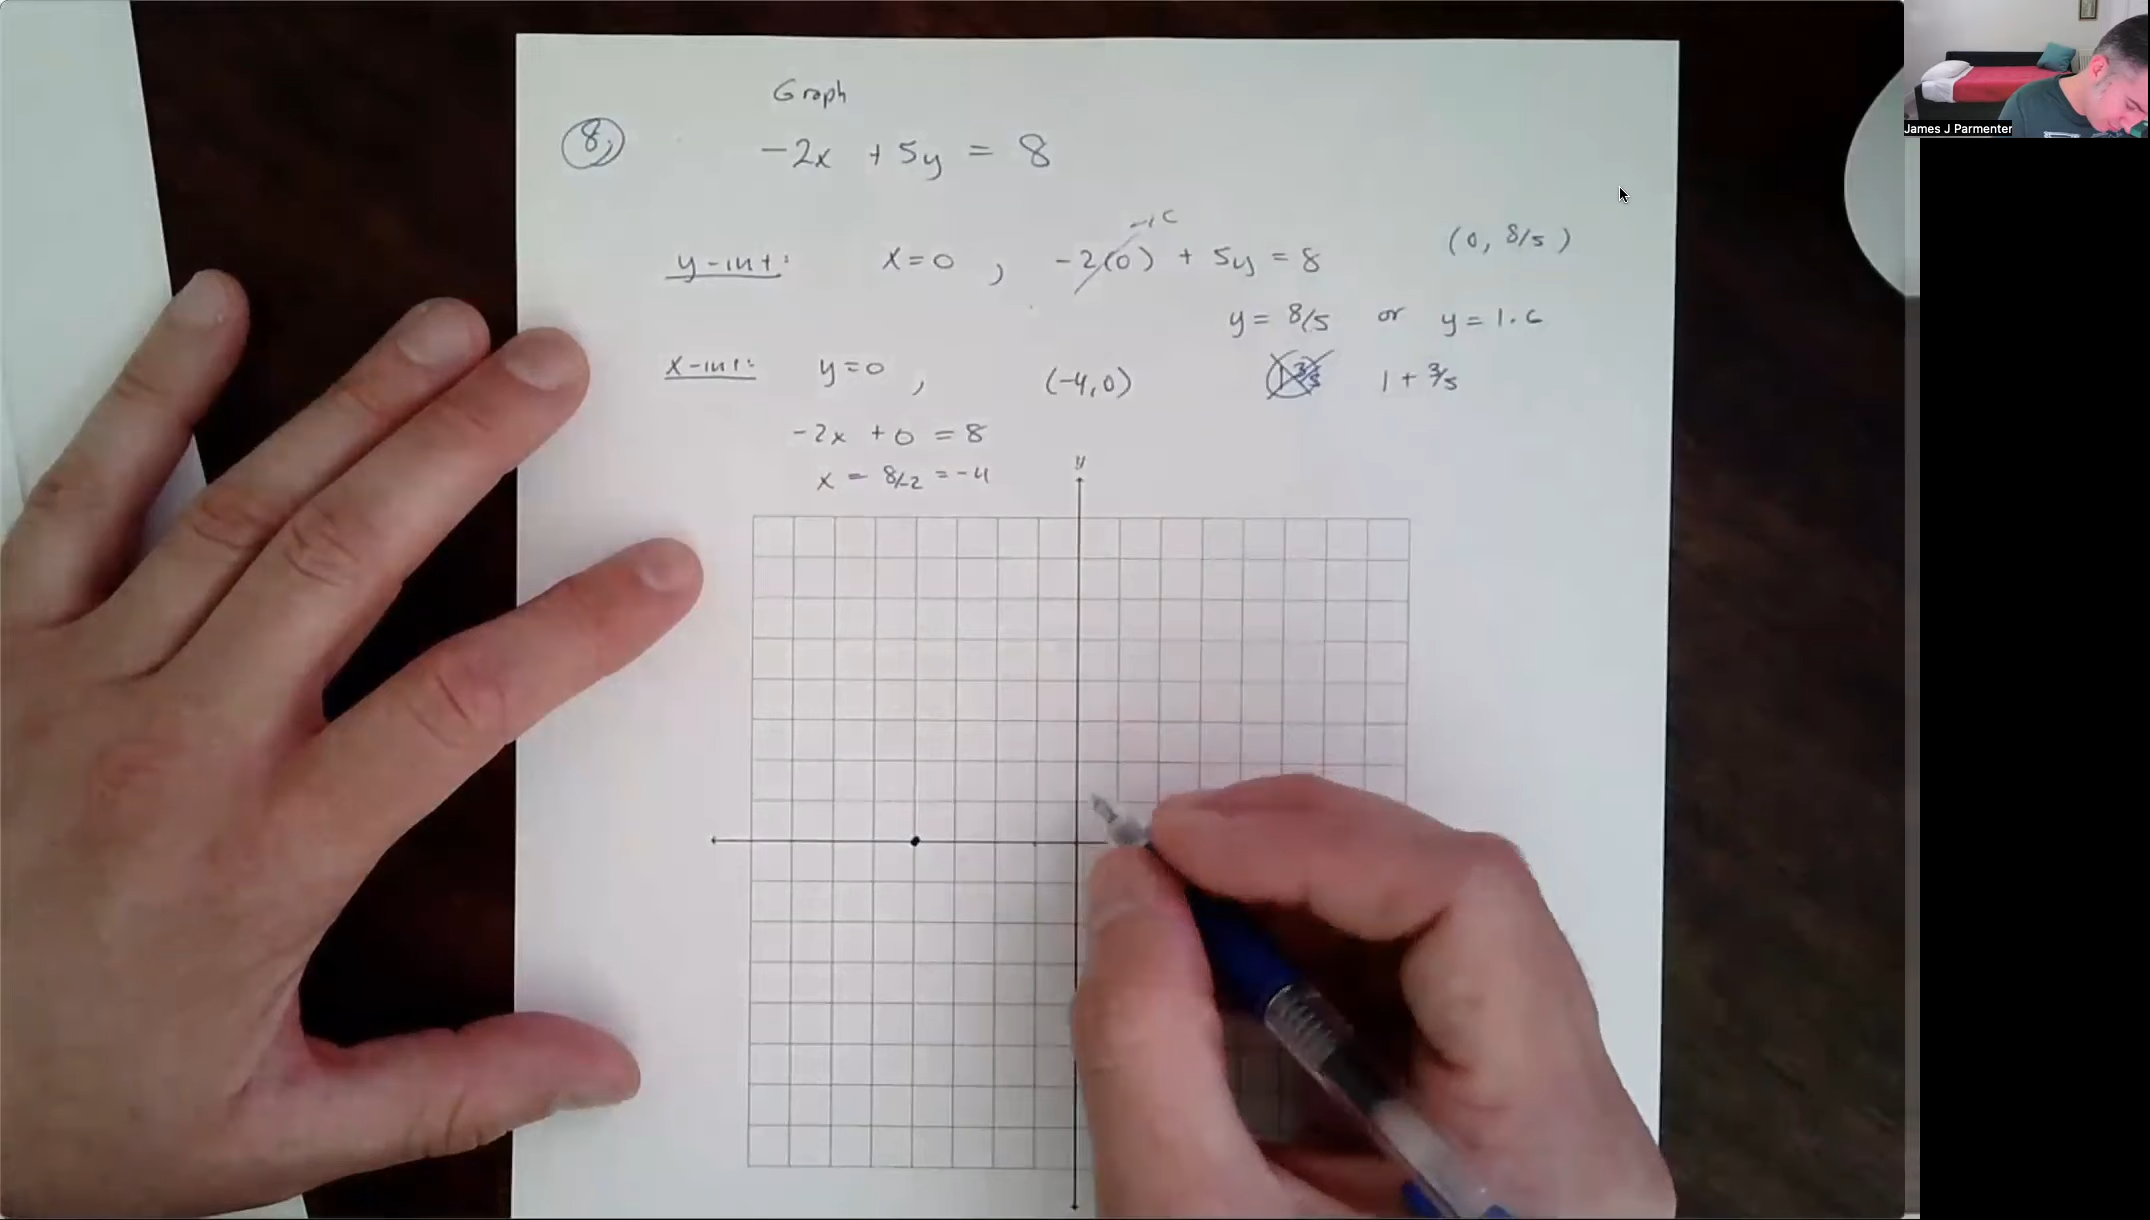 Graph
8,
-2x + 5y = 8
y-int: x=0 , -2(0) + 5y = 8 (0, 8/5)
y = 8/5 or y = 1.6
x-int: y=0 , (-4,0) 1 + 3/5
-2x + 0 = 8
x = 8/-2 = -4
y
James J Parmenter